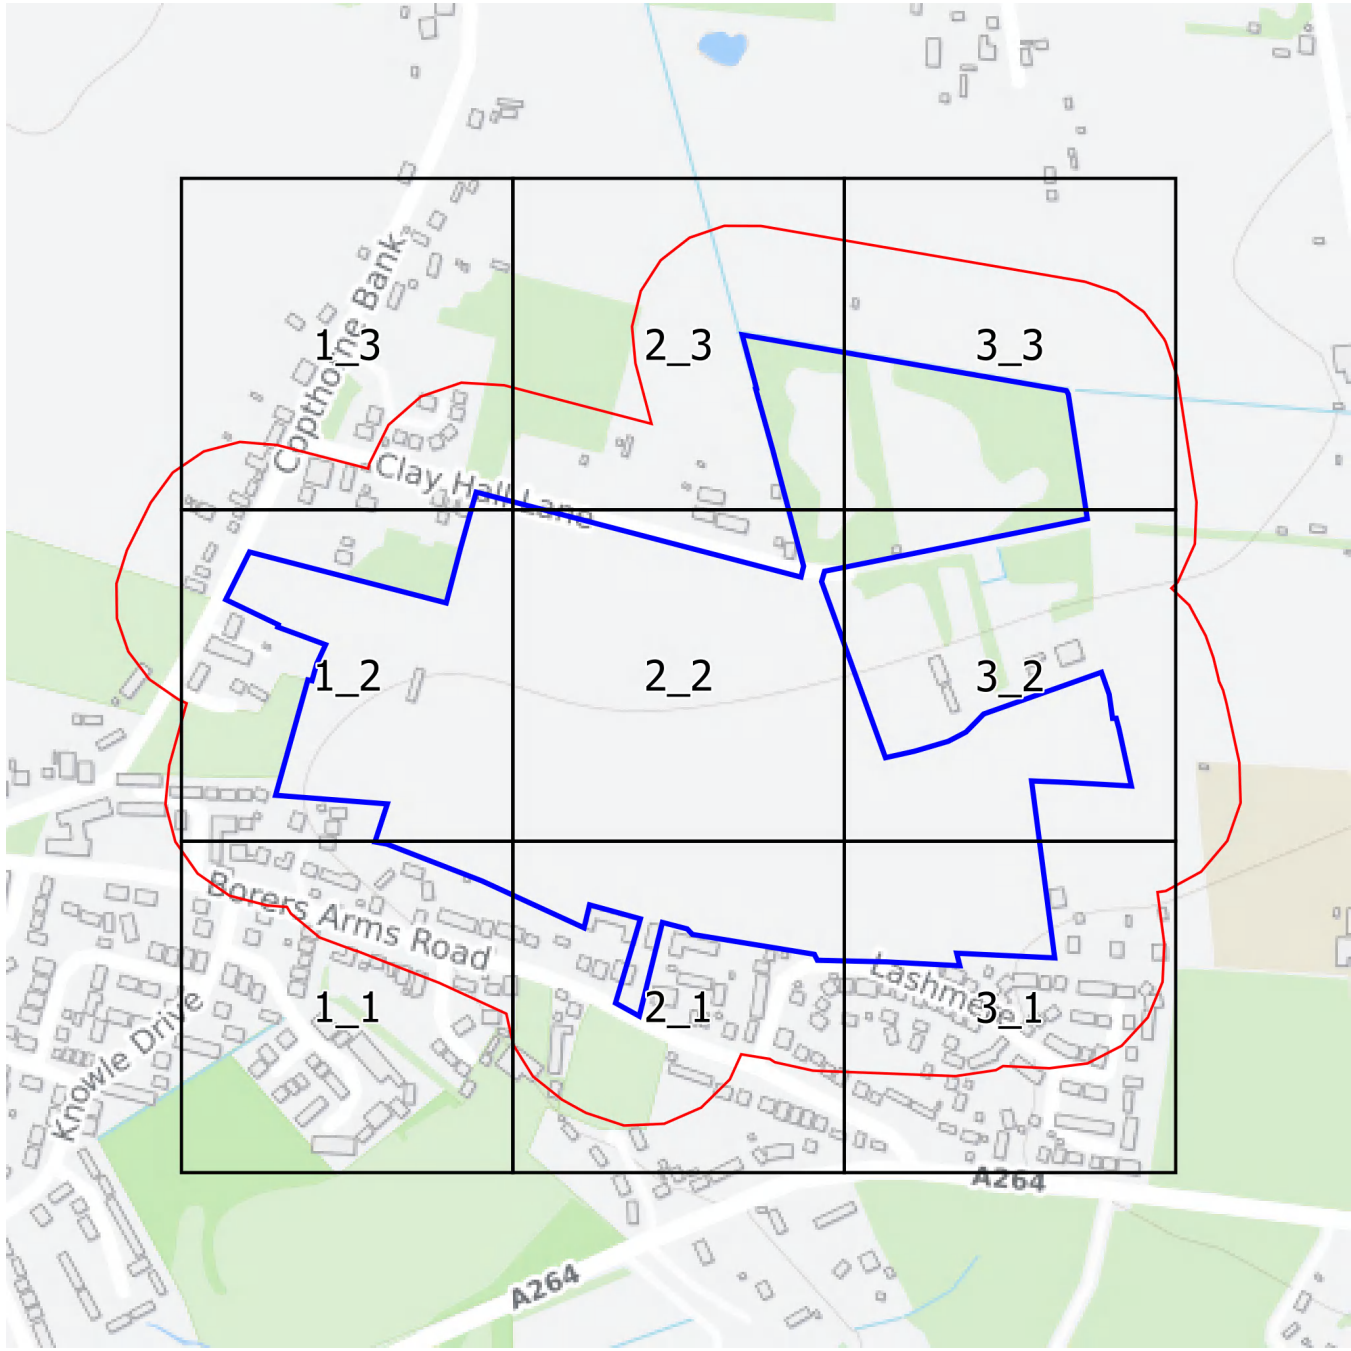 Copthorne Bank
1_3
2_3
3_3
Clay Hall Lane
1_2
2_2
3_2
Borers Arms Road
Lashmere
1_1
2_1
3_1
Knowle Drive
A264
A264